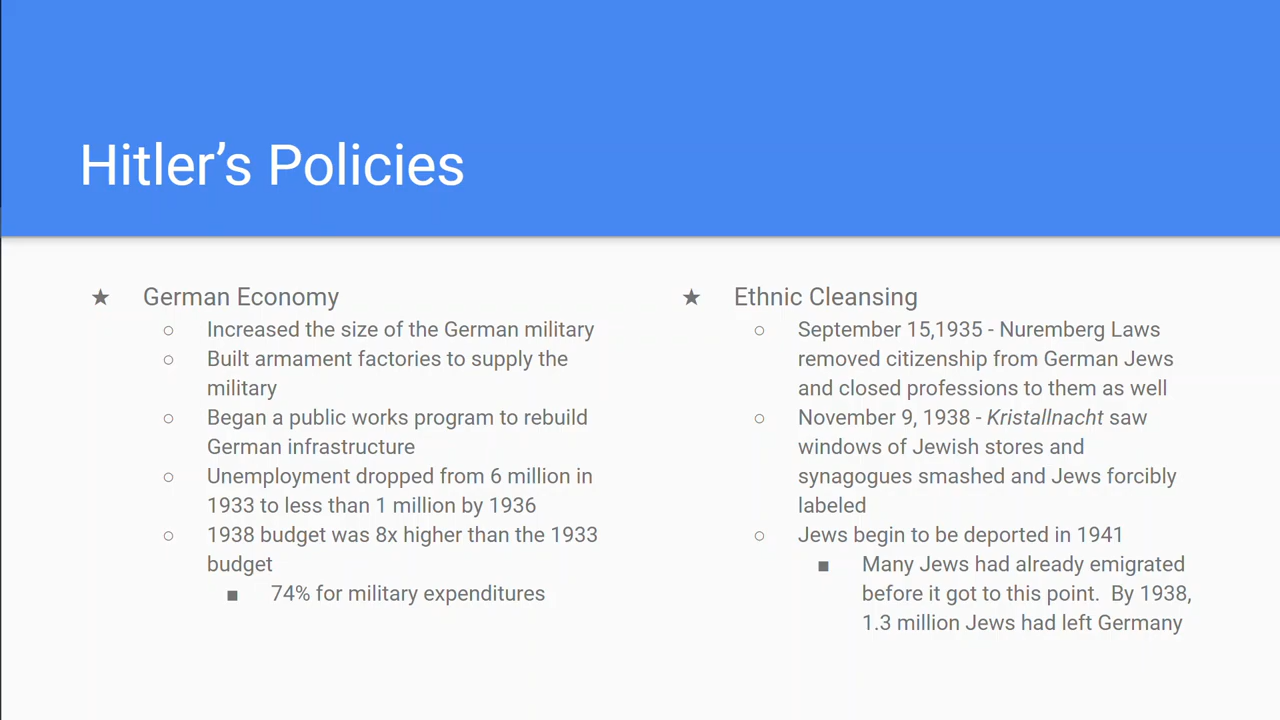 Hitler’s Policies
★ German Economy
○ Increased the size of the German military
○ Built armament factories to supply the
military
○ Began a public works program to rebuild
German infrastructure
○ Unemployment dropped from 6 million in
1933 to less than 1 million by 1936
○ 1938 budget was 8x higher than the 1933
budget
■ 74% for military expenditures
★ Ethnic Cleansing
○ September 15,1935 - Nuremberg Laws
removed citizenship from German Jews
and closed professions to them as well
○ November 9, 1938 - Kristallnacht saw
windows of Jewish stores and
synagogues smashed and Jews forcibly
labeled
○ Jews begin to be deported in 1941
■ Many Jews had already emigrated
before it got to this point.  By 1938,
1.3 million Jews had left Germany